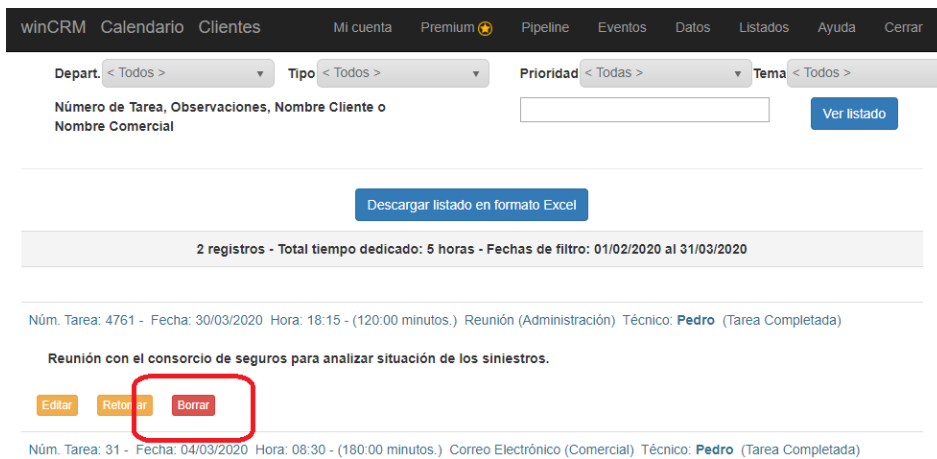 winCRM Calendario Clientes Mi cuenta Premium Pipeline Eventos Datos Listados Ayuda Cerrar
Depart. < Todos > Tipo < Todos > Prioridad < Todas > Tema < Todos >
Número de Tarea, Observaciones, Nombre Cliente o
Nombre Comercial
Ver listado
Descargar listado en formato Excel
2 registros - Total tiempo dedicado: 5 horas - Fechas de filtro: 01/02/2020 al 31/03/2020
Núm. Tarea: 4761 - Fecha: 30/03/2020 Hora: 18:15 - (120:00 minutos.) Reunión (Administración) Técnico: Pedro (Tarea Completada)
Reunión con el consorcio de seguros para analizar situación de los siniestros.
Editar Retomar Borrar
Núm. Tarea: 31 - Fecha: 04/03/2020 Hora: 08:30 - (180:00 minutos.) Correo Electrónico (Comercial) Técnico: Pedro (Tarea Completada)